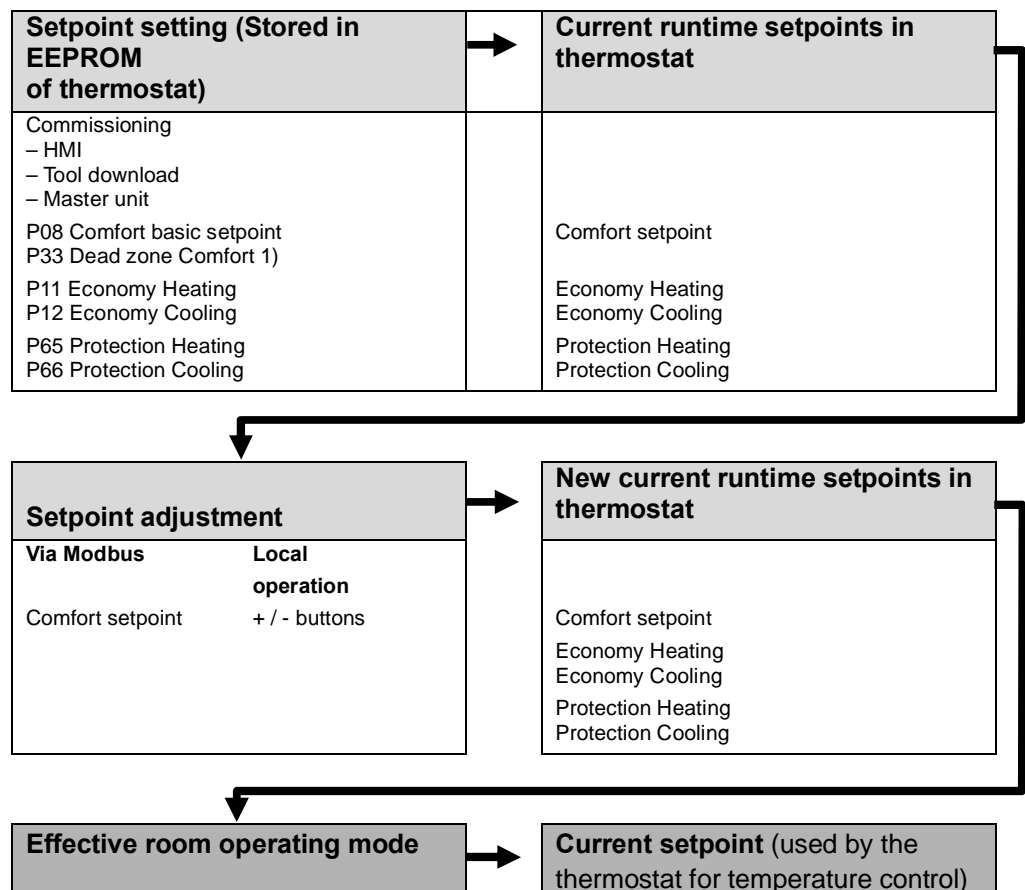 Setpoint setting (Stored in
EEPROM
of thermostat)
Current runtime setpoints in
thermostat
Commissioning
– HMI
– Tool download
– Master unit
P08 Comfort basic setpoint
P33 Dead zone Comfort 1)
Comfort setpoint
P11 Economy Heating
P12 Economy Cooling
Economy Heating
Economy Cooling
P65 Protection Heating
P66 Protection Cooling
Protection Heating
Protection Cooling
Setpoint adjustment
New current runtime setpoints in
thermostat
Via Modbus
Local
operation
Comfort setpoint
+ / - buttons
Comfort setpoint
Economy Heating
Economy Cooling
Protection Heating
Protection Cooling
Effective room operating mode
Current setpoint (used by the
thermostat for temperature control)